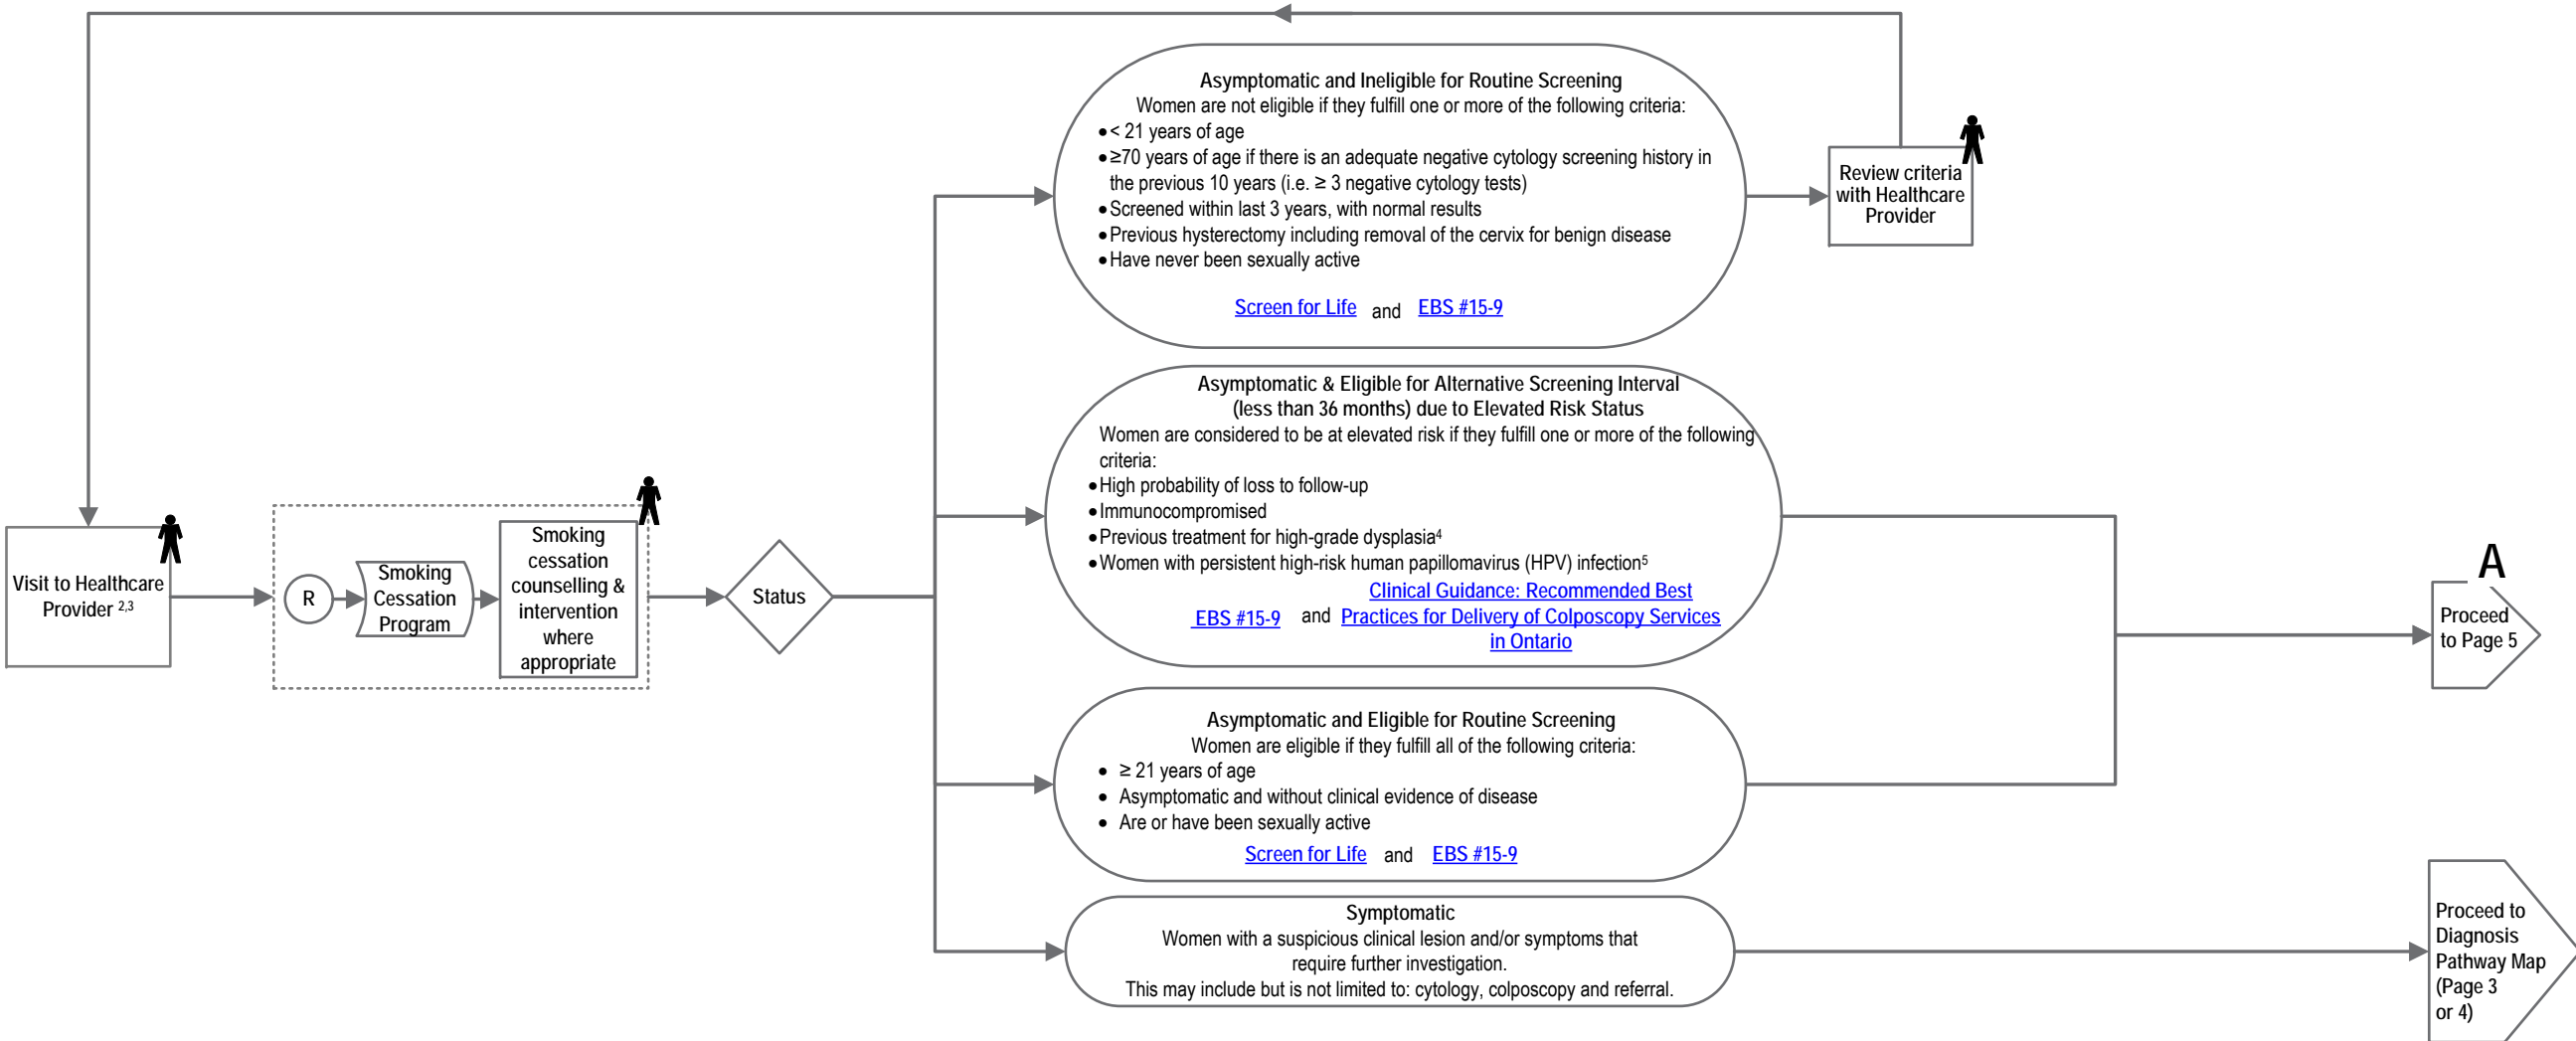 Asymptomatic and Ineligible for Routine Screening
Women are not eligible if they fulfill one or more of the following criteria:
•< 21 years of age
•≥70 years of age if there is an adequate negative cytology screening history in
the previous 10 years (i.e. ≥ 3 negative cytology tests)
•Screened within last 3 years, with normal results
•Previous hysterectomy including removal of the cervix for benign disease
•Have never been sexually active
Screen for Life and EBS #15-9
Review criteria
with Healthcare
Provider
Asymptomatic & Eligible for Alternative Screening Interval
(less than 36 months) due to Elevated Risk Status
Women are considered to be at elevated risk if they fulfill one or more of the following
criteria:
•High probability of loss to follow-up
•Immunocompromised
•Previous treatment for high-grade dysplasia⁴
•Women with persistent high-risk human papillomavirus (HPV) infection⁵
EBS #15-9 and Clinical Guidance: Recommended Best
Practices for Delivery of Colposcopy Services
in Ontario
Visit to Healthcare
Provider ²,³
R
Smoking
Cessation
Program
Smoking
cessation
counselling &
intervention
where
appropriate
Status
A
Proceed
to Page 5
Asymptomatic and Eligible for Routine Screening
Women are eligible if they fulfill all of the following criteria:
• ≥ 21 years of age
• Asymptomatic and without clinical evidence of disease
• Are or have been sexually active
Screen for Life and EBS #15-9
Symptomatic
Women with a suspicious clinical lesion and/or symptoms that
require further investigation.
This may include but is not limited to: cytology, colposcopy and referral.
Proceed to
Diagnosis
Pathway Map
(Page 3
or 4)